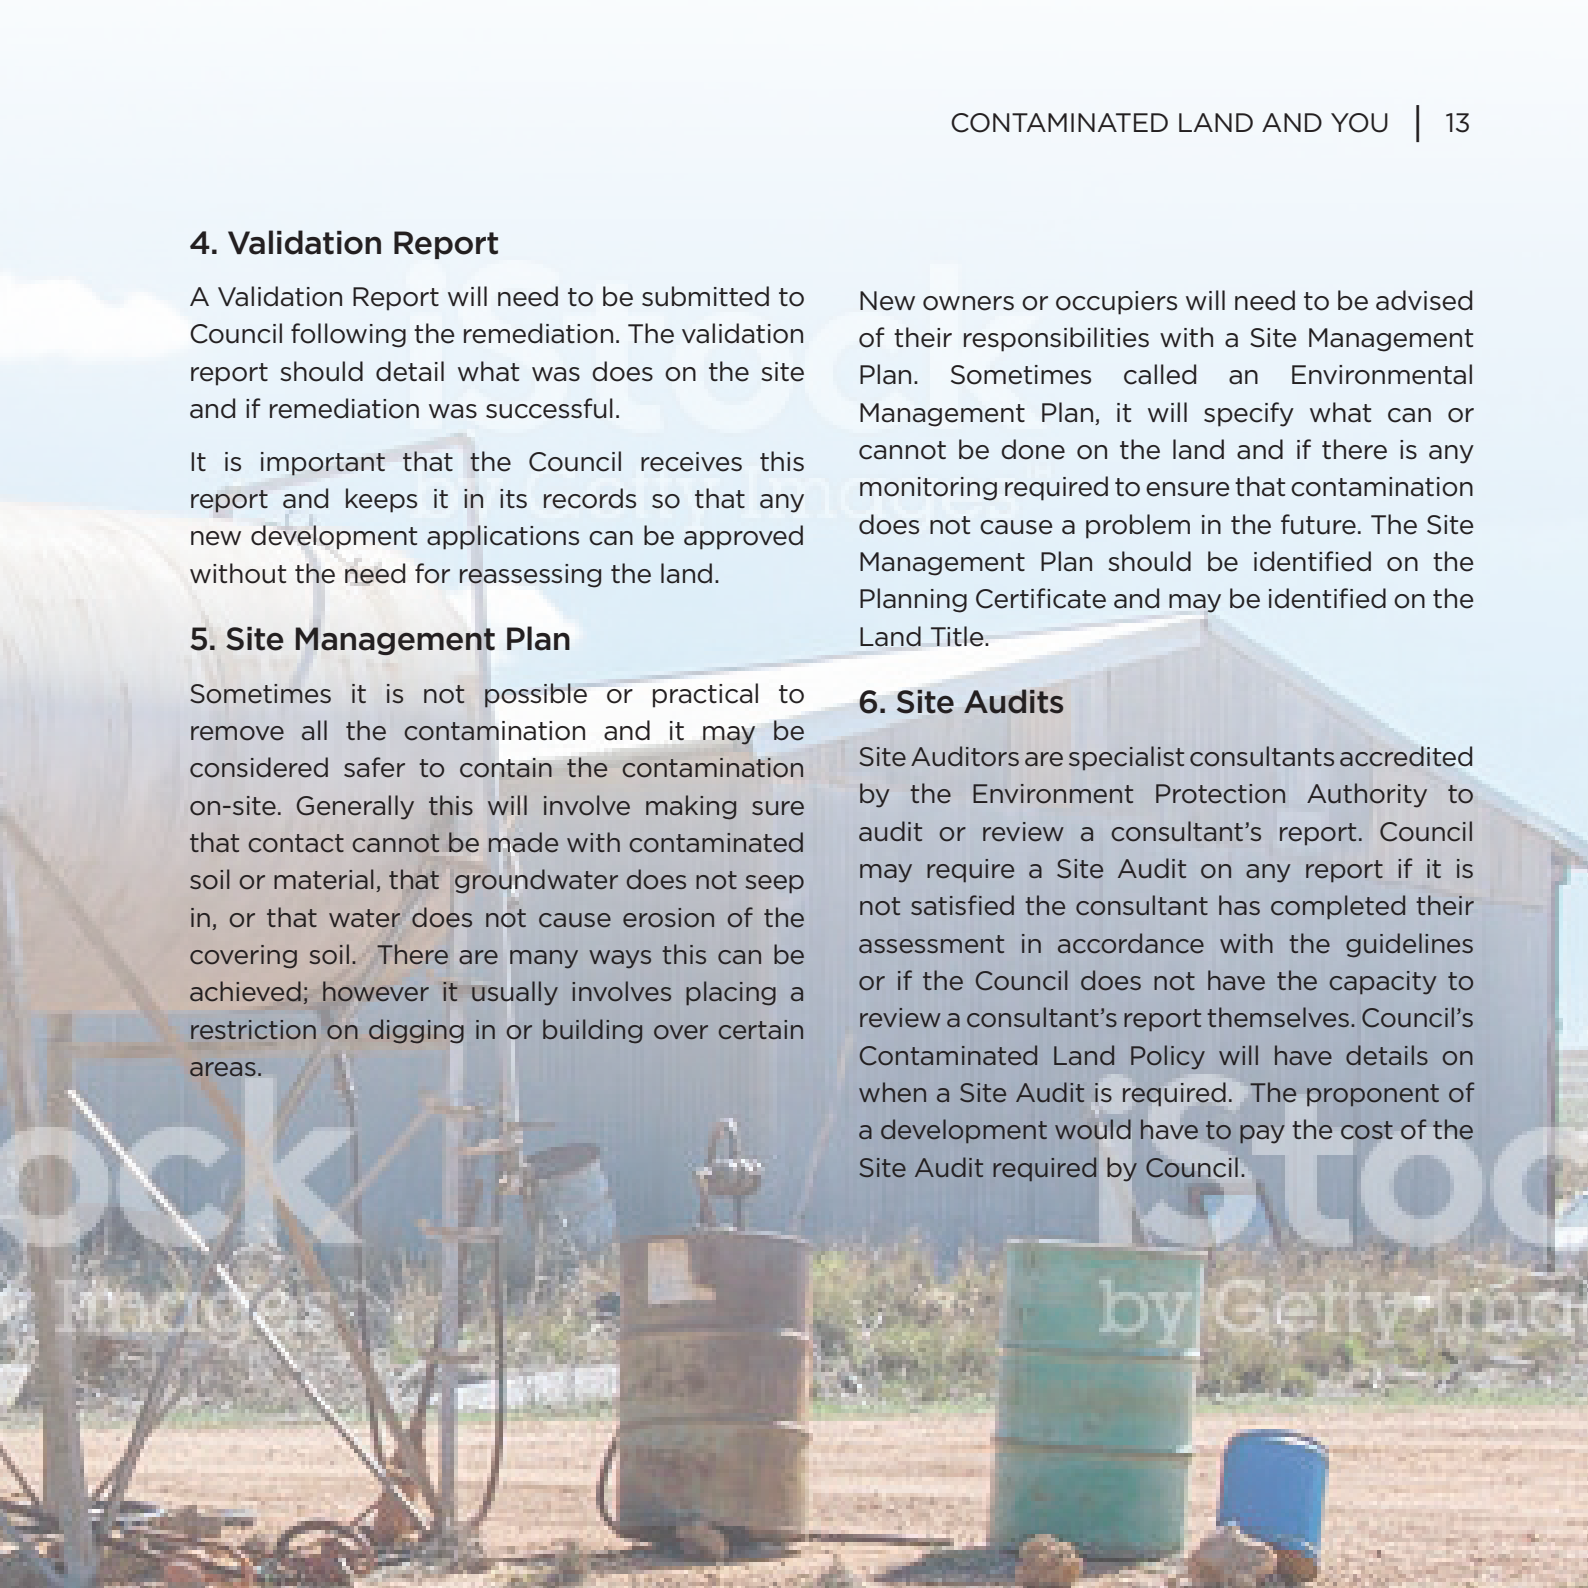 CONTAMINATED LAND AND YOU | 13
4. Validation Report
A Validation Report will need to be submitted to
Council following the remediation. The validation
report should detail what was does on the site
and if remediation was successful.
It is important that the Council receives this
report and keeps it in its records so that any
new development applications can be approved
without the need for reassessing the land.
5. Site Management Plan
Sometimes it is not possible or practical to
remove all the contamination and it may be
considered safer to contain the contamination
on-site. Generally this will involve making sure
that contact cannot be made with contaminated
soil or material, that groundwater does not seep
in, or that water does not cause erosion of the
covering soil. There are many ways this can be
achieved; however it usually involves placing a
restriction on digging in or building over certain
areas.
New owners or occupiers will need to be advised
of their responsibilities with a Site Management
Plan. Sometimes called an Environmental
Management Plan, it will specify what can or
cannot be done on the land and if there is any
monitoring required to ensure that contamination
does not cause a problem in the future. The Site
Management Plan should be identified on the
Planning Certificate and may be identified on the
Land Title.
6. Site Audits
Site Auditors are specialist consultants accredited
by the Environment Protection Authority to
audit or review a consultant’s report. Council
may require a Site Audit on any report if it is
not satisfied the consultant has completed their
assessment in accordance with the guidelines
or if the Council does not have the capacity to
review a consultant’s report themselves. Council’s
Contaminated Land Policy will have details on
when a Site Audit is required. The proponent of
a development would have to pay the cost of the
Site Audit required by Council.
iStock
by Getty Images
ock
Images
iStoc
by Getty Ima